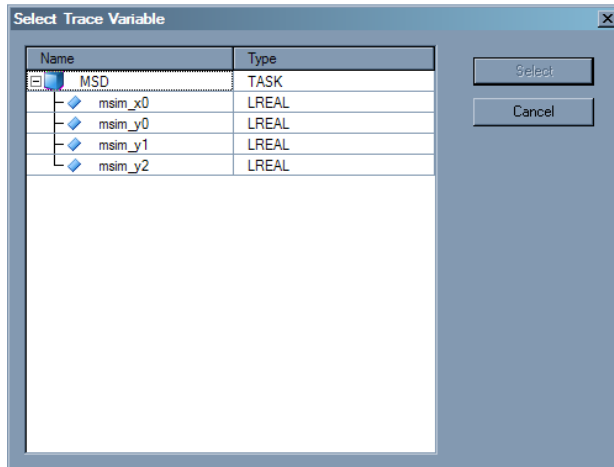 Select Trace Variable
Name Type
MSD TASK
msim_x0 LREAL
msim_y0 LREAL
msim_y1 LREAL
msim_y2 LREAL
Select
Cancel